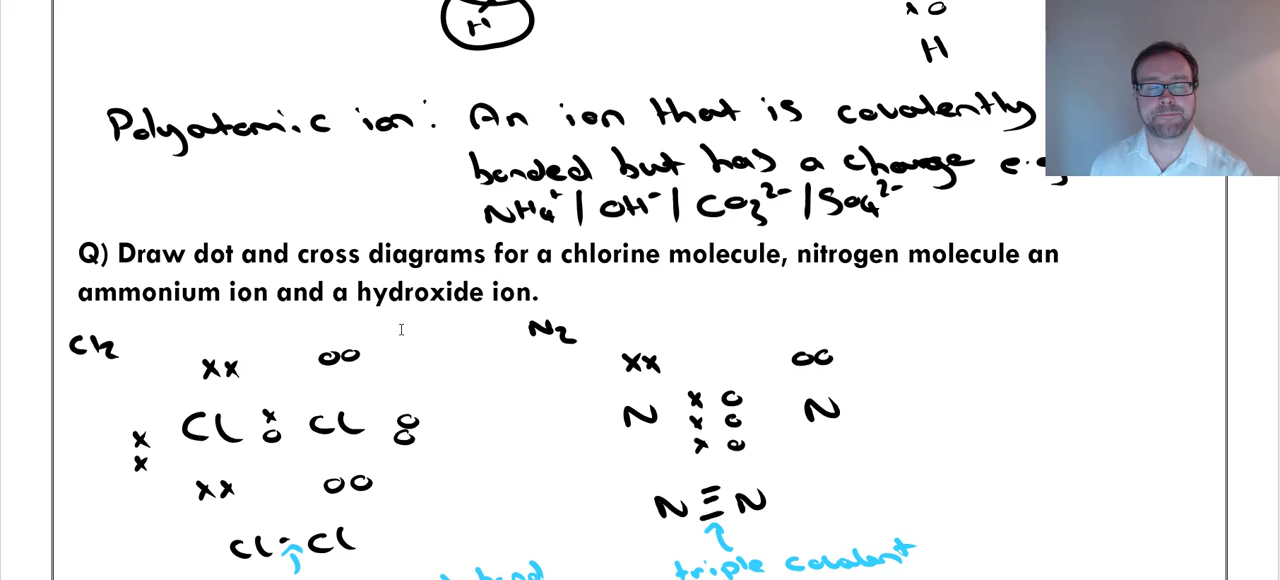 H
x o
H
Polyatomic ion: An ion that is covalently
bonded but has a charge e.g
NH4+ | OH- | CO3 2- | SO4 2-
Q) Draw dot and cross diagrams for a chlorine molecule, nitrogen molecule an
ammonium ion and a hydroxide ion.
Cl2
N2
xx oo
xx oo
x x Cl x o Cl o o
N x o x o x o N
xx oo
N≡N
Cl-Cl
triple covalent
bond